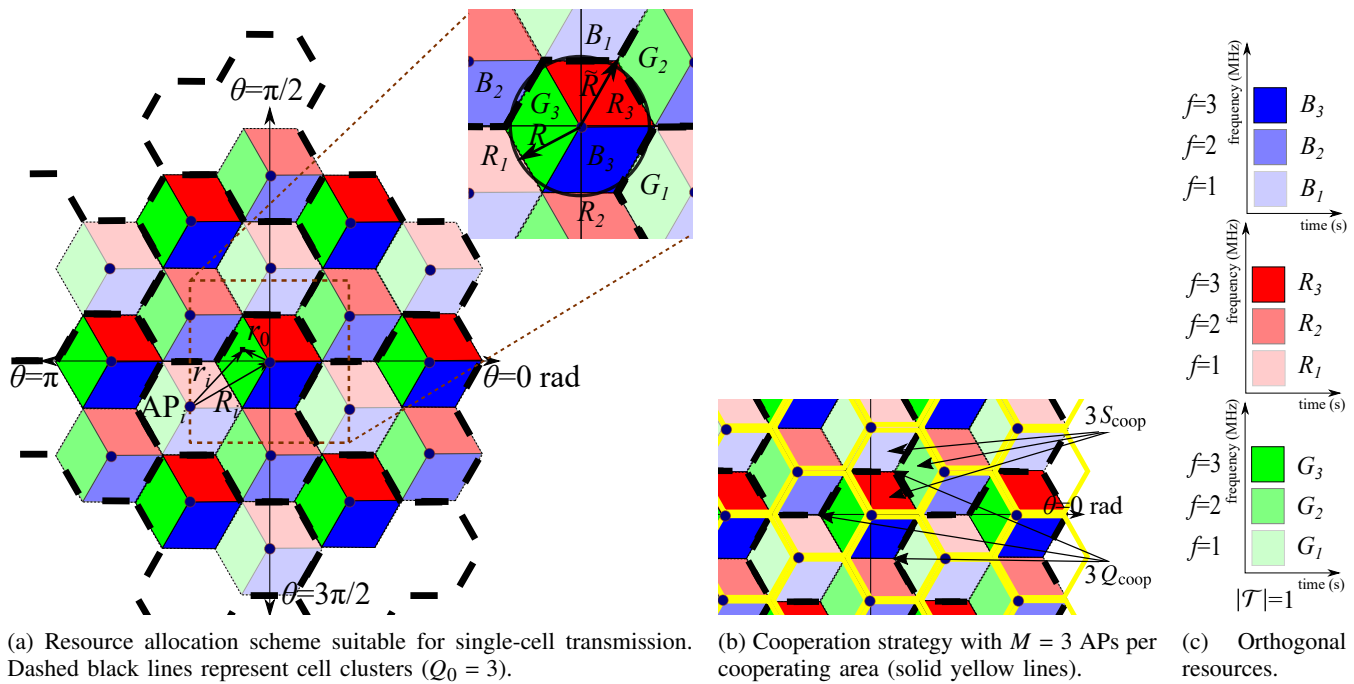 θ=π/2
θ=π
θ=0 rad
θ=3π/2
r₀
rᵢ
Rᵢ
APᵢ
B₁
G₂
B₂
R̃
G₃
R₃
R
R₁
B₃
G₁
R₂
3 S_coop
θ=0 rad
3 Q_coop
frequency (MHz)
f=3 B₃
f=2 B₂
f=1 B₁
time (s)
frequency (MHz)
f=3 R₃
f=2 R₂
f=1 R₁
time (s)
frequency (MHz)
f=3 G₃
f=2 G₂
f=1 G₁
time (s)
|𝒯|=1
(a) Resource allocation scheme suitable for single-cell transmission.
Dashed black lines represent cell clusters (Q₀ = 3).
(b) Cooperation strategy with M = 3 APs per
cooperating area (solid yellow lines).
(c) Orthogonal
resources.